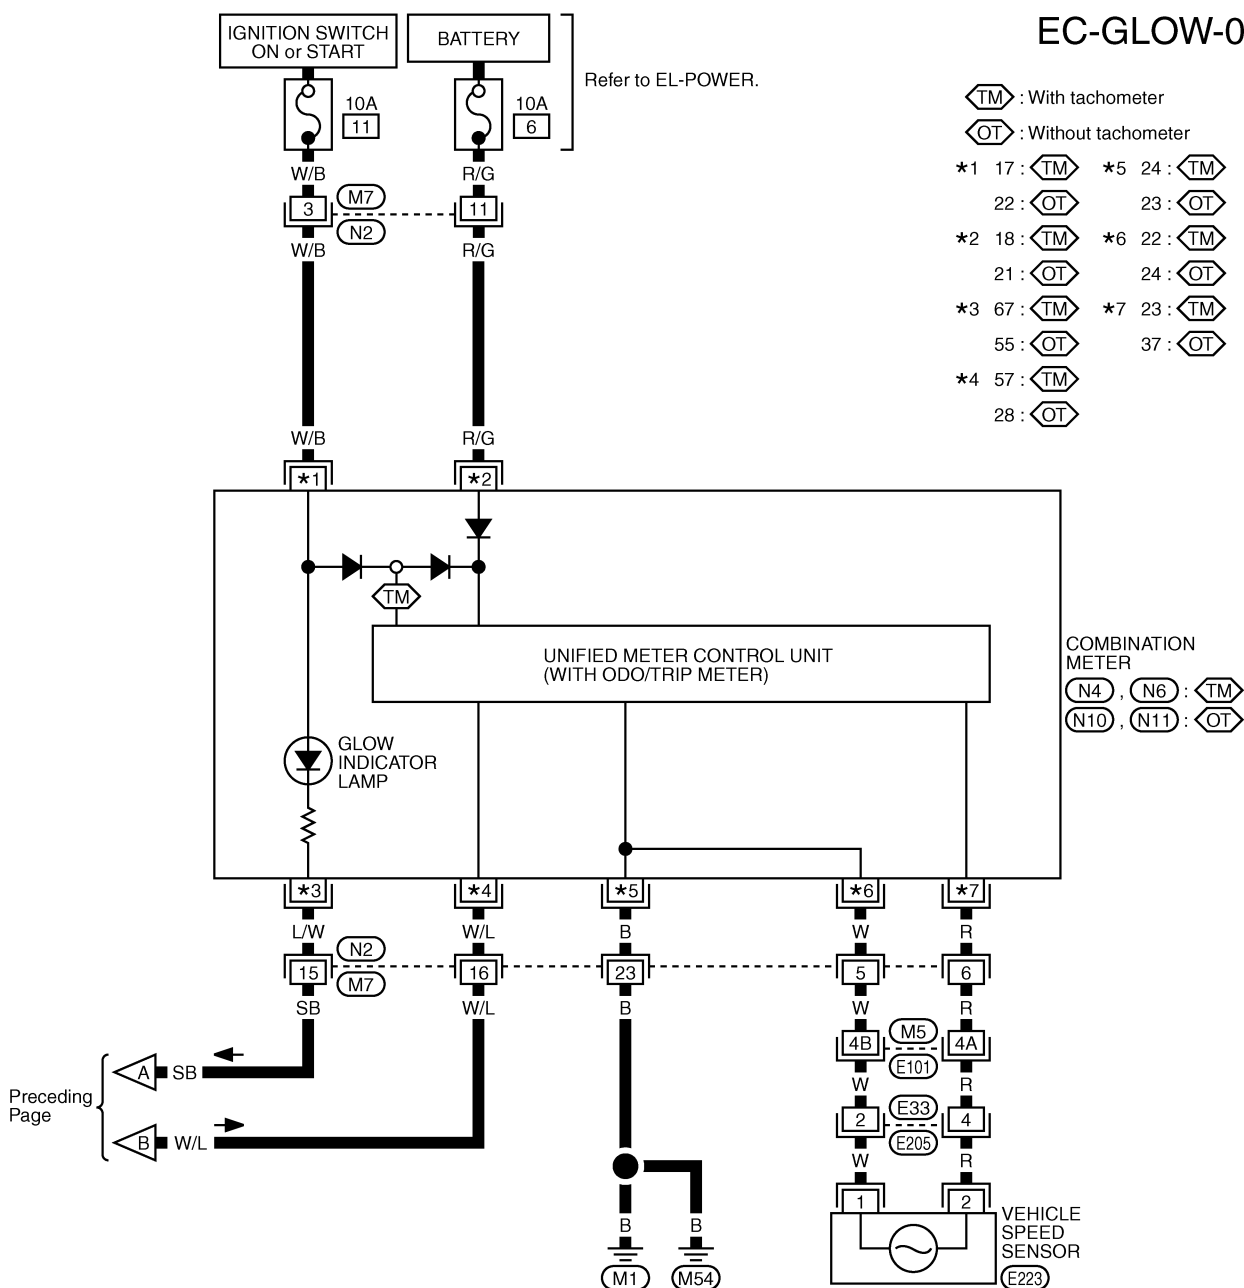 EC-GLOW-0
IGNITION SWITCH
ON or START
BATTERY
Refer to EL-POWER.
10A
11
10A
6
TM : With tachometer
OT : Without tachometer
★1 17 : TM ★5 24 : TM
22 : OT 23 : OT
★2 18 : TM ★6 22 : TM
21 : OT 24 : OT
★3 67 : TM ★7 23 : TM
55 : OT 37 : OT
★4 57 : TM
28 : OT
W/B R/G
3 M7 11
N2
W/B R/G
W/B R/G
★1 ★2
TM
UNIFIED METER CONTROL UNIT
(WITH ODO/TRIP METER)
COMBINATION
METER
N4 , N6 : TM
N10 , N11 : OT
GLOW
INDICATOR
LAMP
★3 ★4 ★5 ★6 ★7
L/W W/L B W R
N2
15 16 23 5 6
M7
SB W/L B W R
M5
4B 4A
E101
W R
E33
2 4
E205
W R
Preceding
Page
A SB
B W/L
B B
M1 M54
1 2
VEHICLE
SPEED
SENSOR
E223